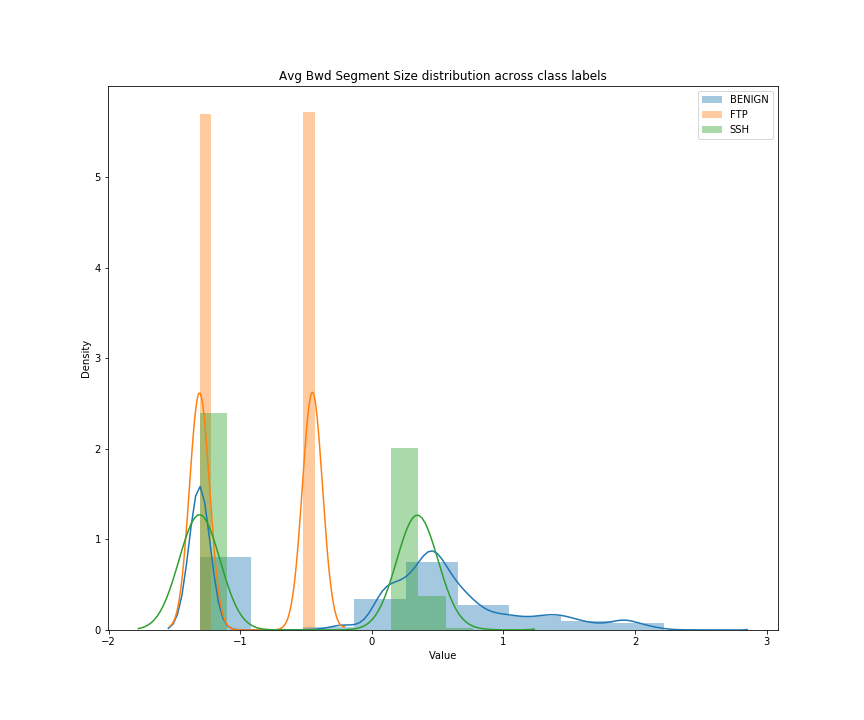 Avg Bwd Segment Size distribution across class labels
BENIGN
FTP
SSH
5
4
3
2
1
0
Density
−2
−1
0
1
2
3
Value